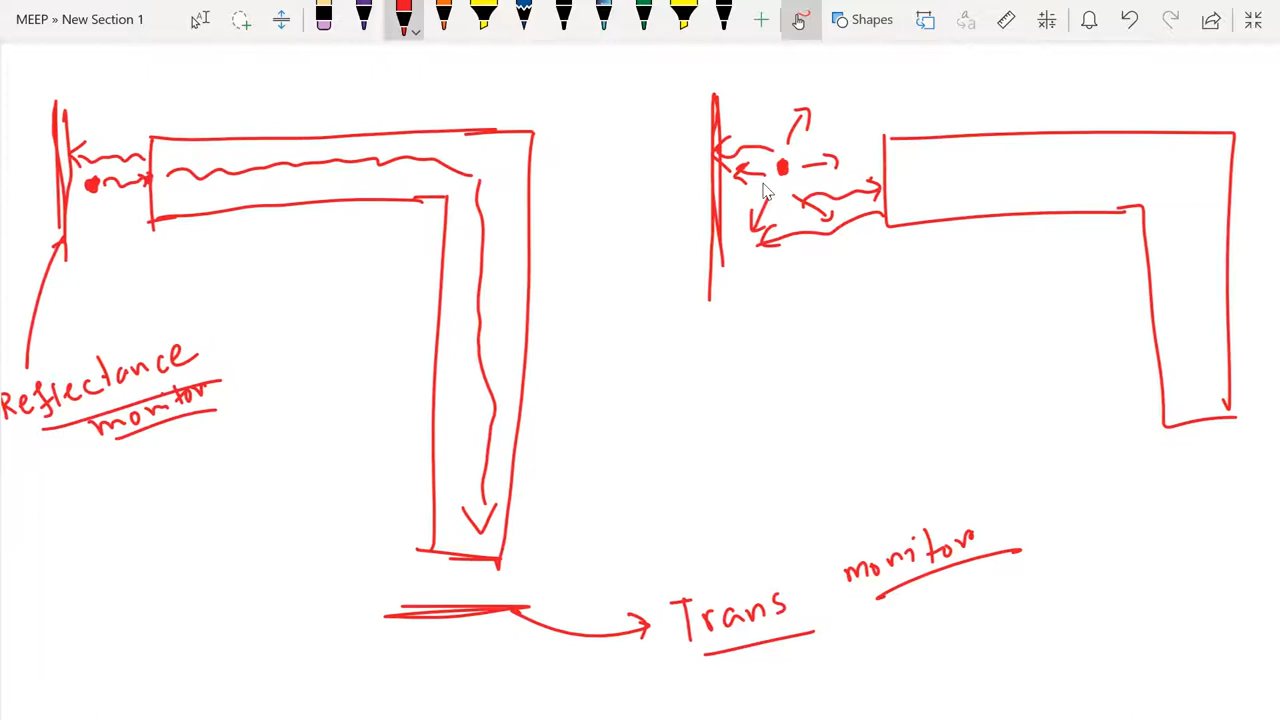 MEEP > New Section 1
Shapes
Reflectance
monitor
monitor
Trans